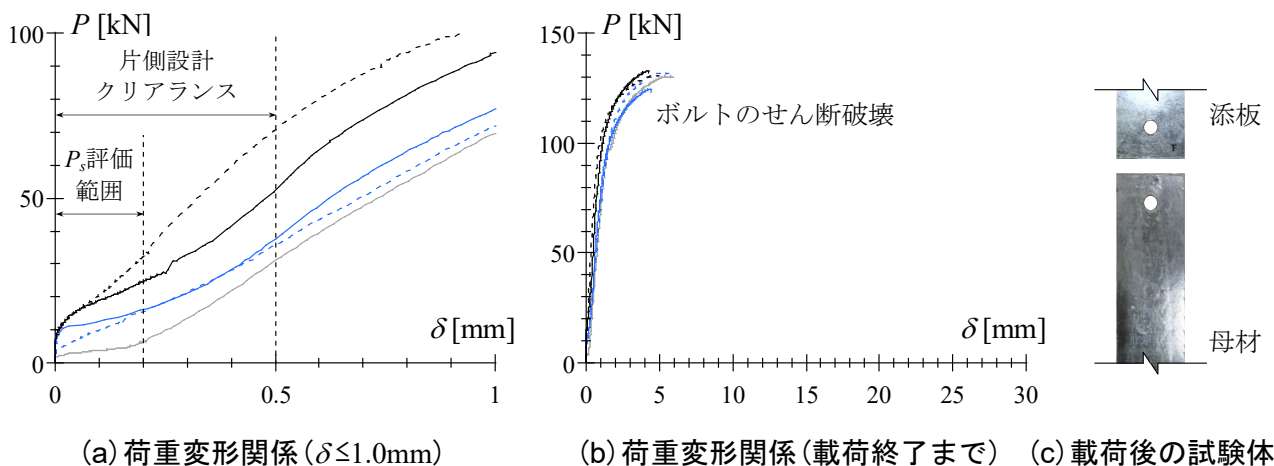 P [kN]
100
50
0
0
0.5
1
片側設計
クリアランス
Ps評価
範囲
δ[mm]
P [kN]
150
100
50
0
0
5
10
15
20
25
30
ボルトのせん断破壊
δ[mm]
添板
母材
(a)荷重変形関係(δ≤1.0mm)
(b)荷重変形関係(載荷終了まで)
(c)載荷後の試験体